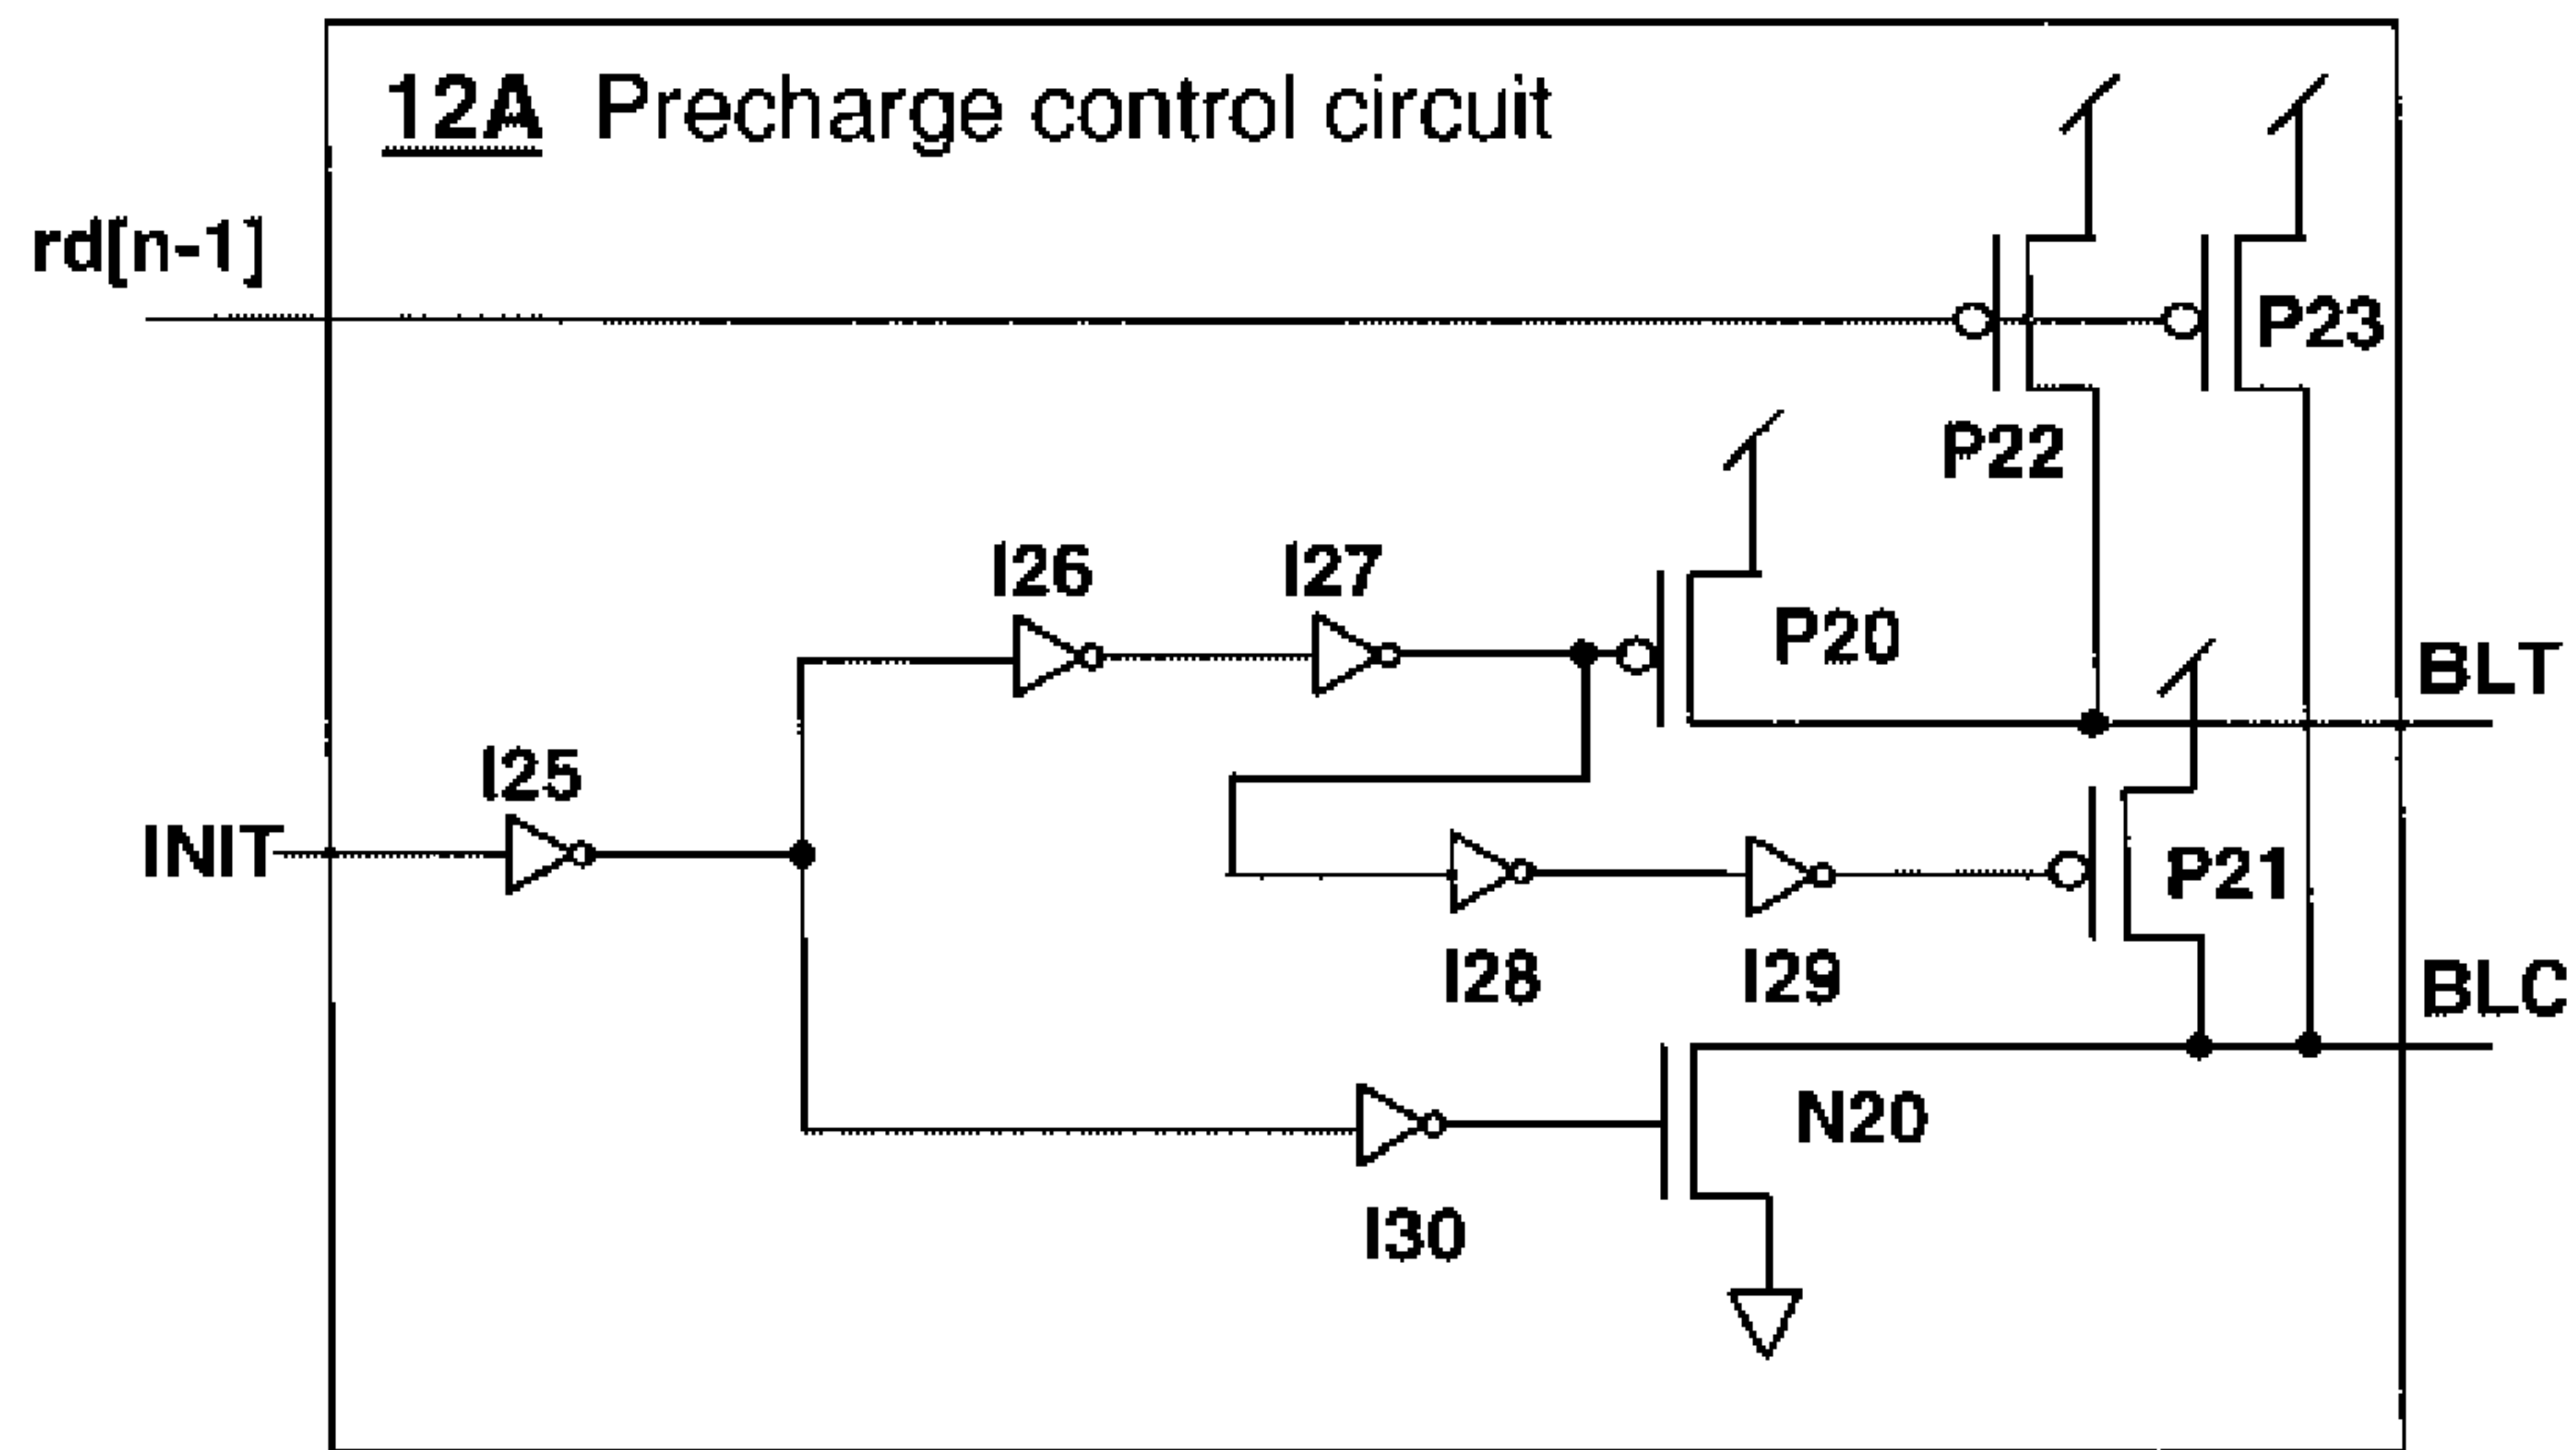 12A Precharge control circuit
rd[n-1]
P23
P22
I26
I27
P20
BLT
I25
INIT
P21
I28
I29
BLC
N20
I30